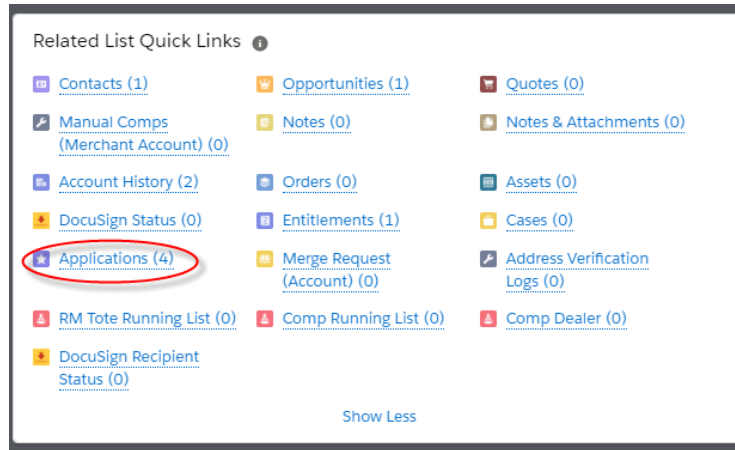 Related List Quick Links
Contacts (1)
Opportunities (1)
Quotes (0)
Manual Comps
(Merchant Account) (0)
Notes (0)
Notes & Attachments (0)
Account History (2)
Orders (0)
Assets (0)
DocuSign Status (0)
Entitlements (1)
Cases (0)
Applications (4)
Merge Request
(Account) (0)
Address Verification
Logs (0)
RM Tote Running List (0)
Comp Running List (0)
Comp Dealer (0)
DocuSign Recipient
Status (0)
Show Less